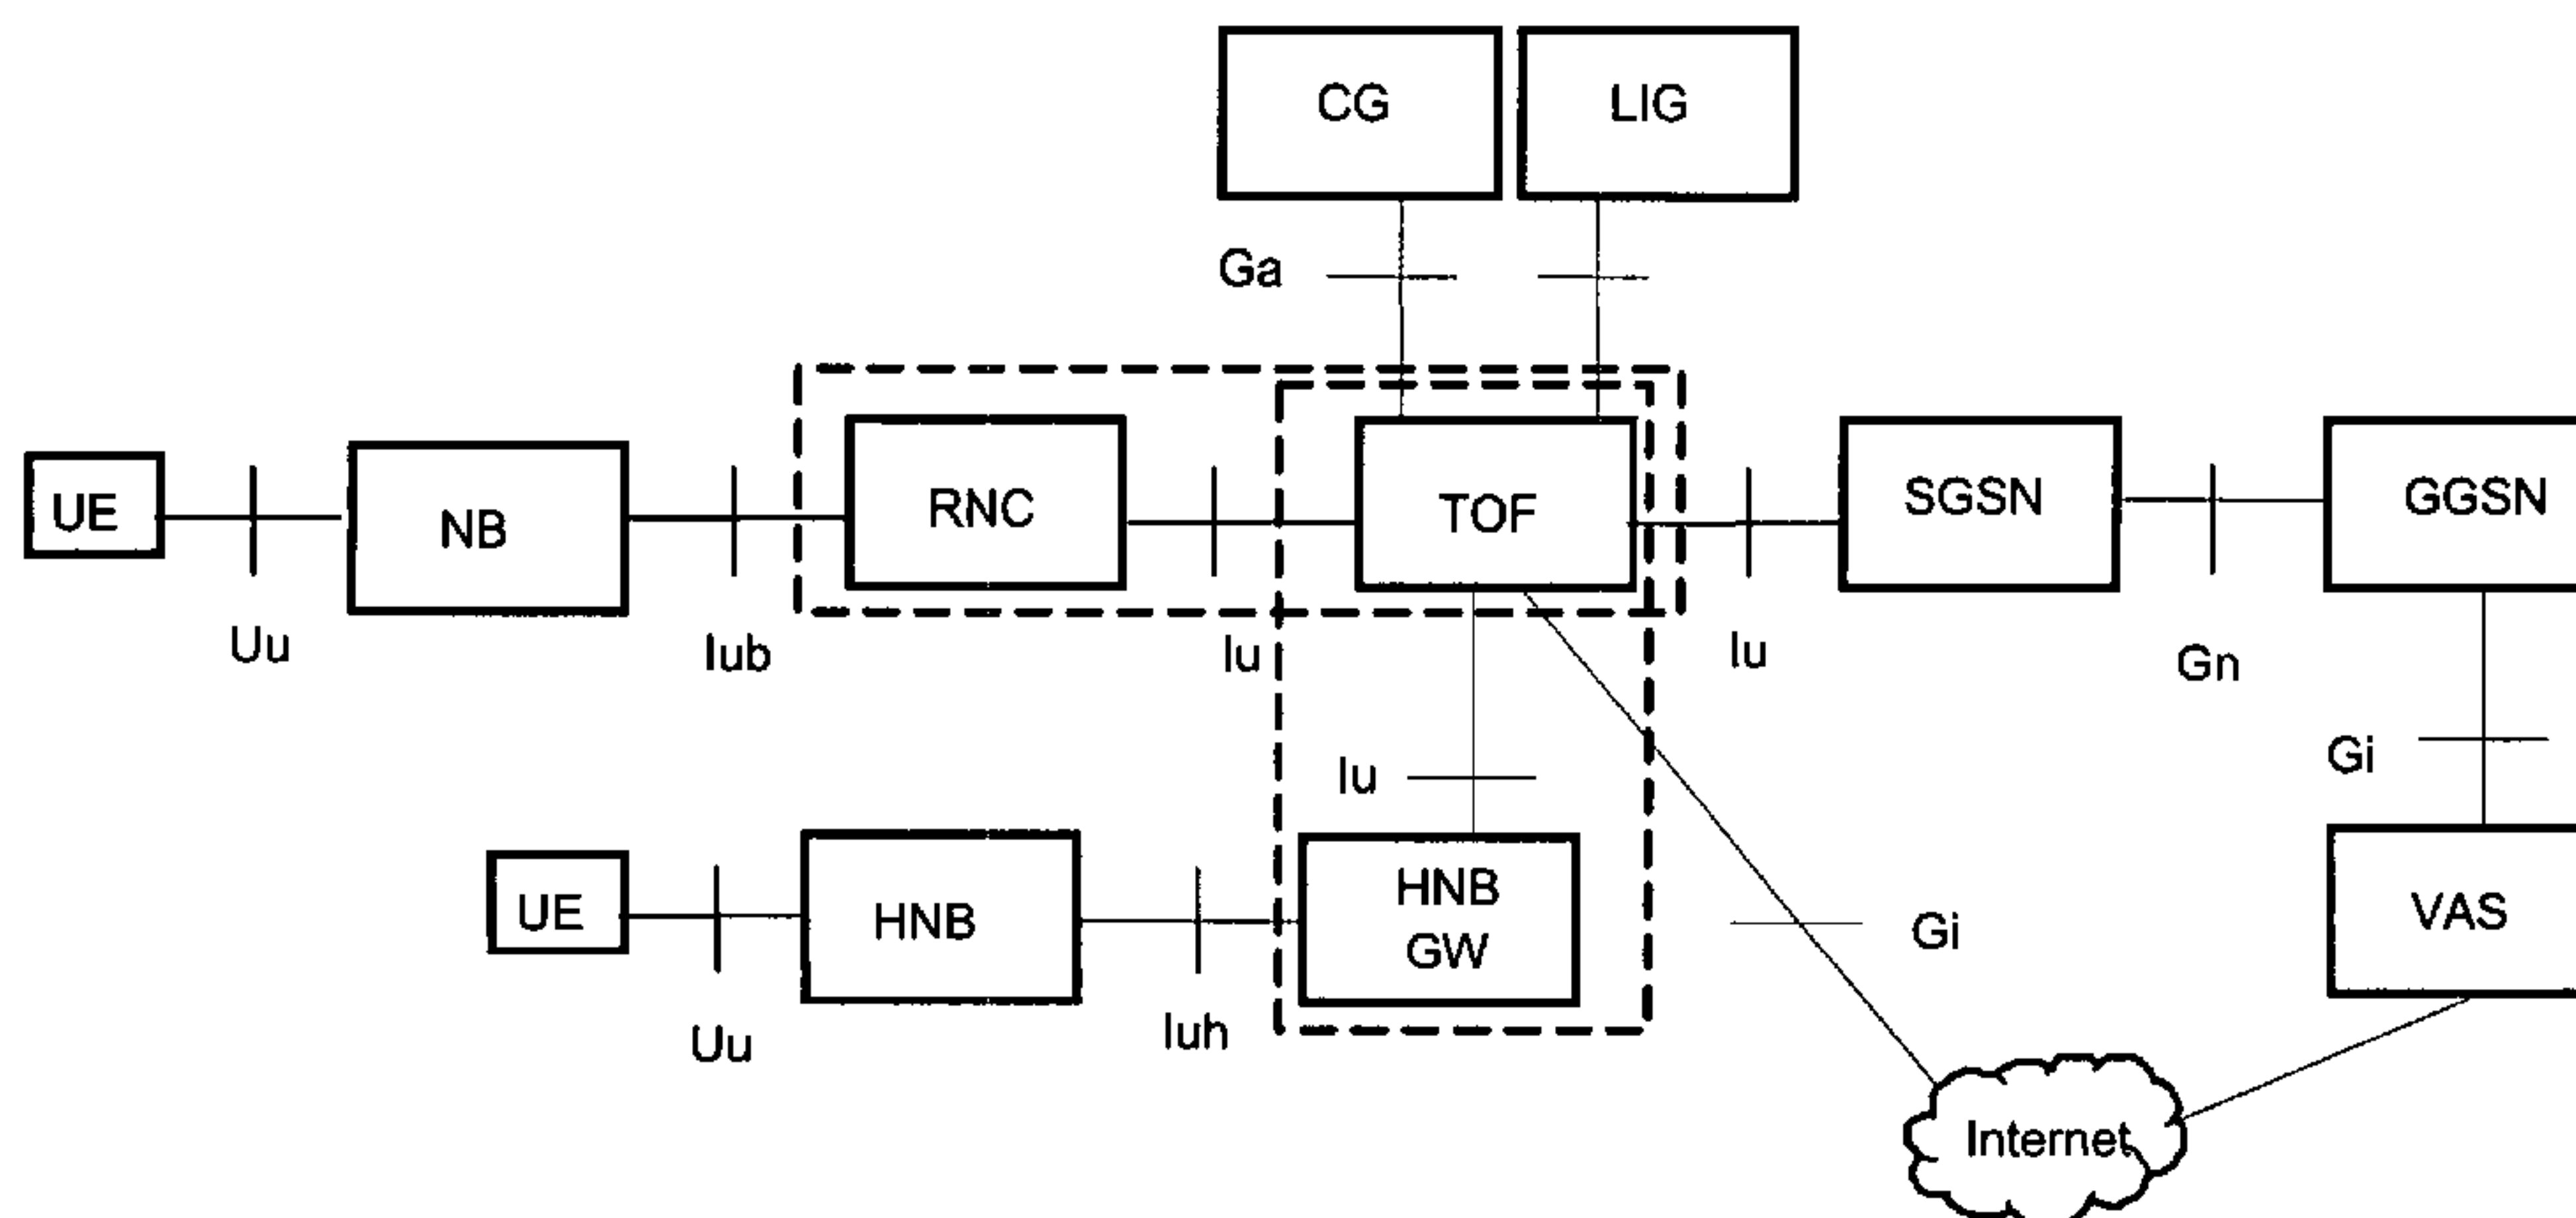 CG
LIG
Ga
UE
NB
RNC
TOF
SGSN
GGSN
Uu
Iub
Iu
Iu
Gn
Iu
Gi
UE
HNB
HNB
GW
Gi
VAS
Uu
Iuh
Internet